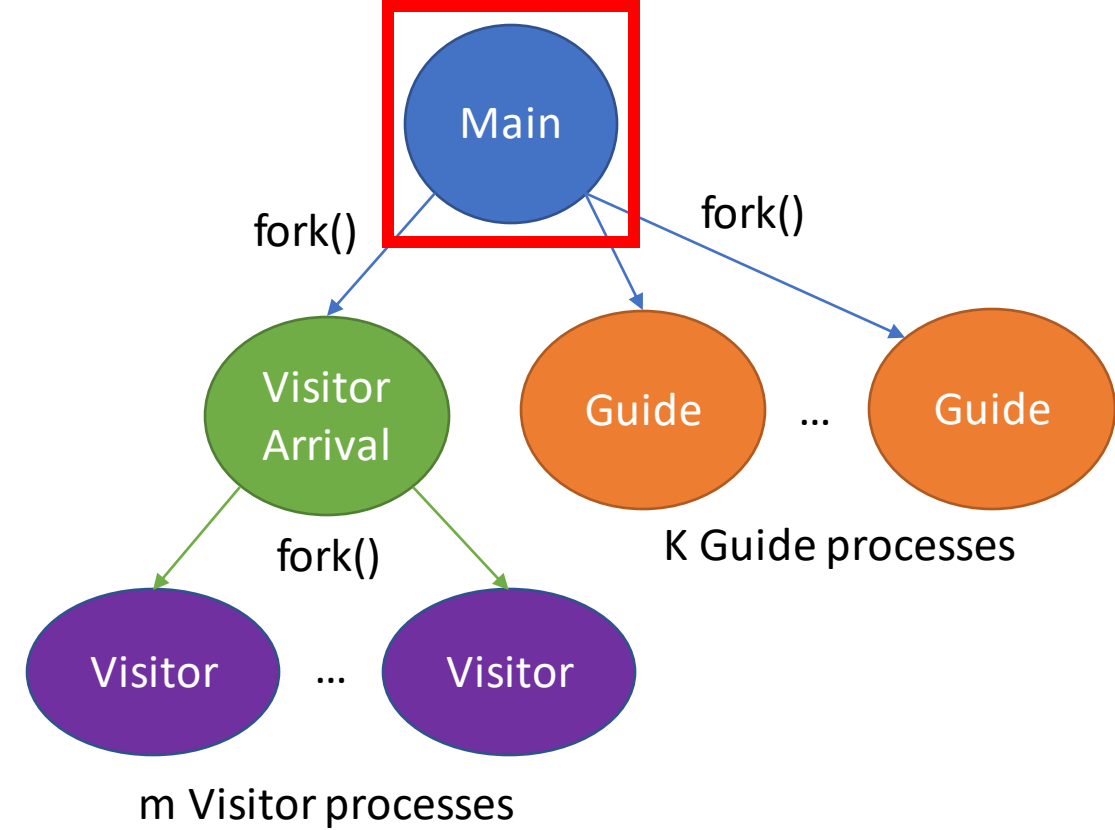 Main
fork()
fork()
Visitor
Arrival
Guide
...
Guide
fork()
K Guide processes
Visitor
...
Visitor
m Visitor processes